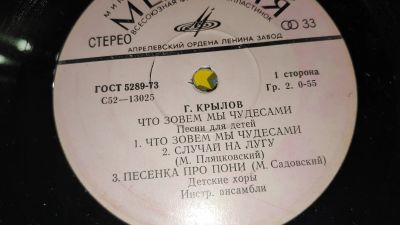 СТЕРЕО
33
АПРЕЛЕВСКИЙ ОРДЕНА ЛЕНИНА ЗАВОД
ГОСТ 5289-73
С52—13025
1 сторона
Гр. 2. 0-55
Г. КРЫЛОВ
ЧТО ЗОВЕМ МЫ ЧУДЕСАМИ
Песни для детей
1. ЧТО ЗОВЕМ МЫ ЧУДЕСАМИ
2. СЛУЧАЙ НА ЛУГУ
(М. Пляцковский)
3. ПЕСЕНКА ПРО ПОНИ (М. Садовский)
Детские хоры
Инстр. ансамбли